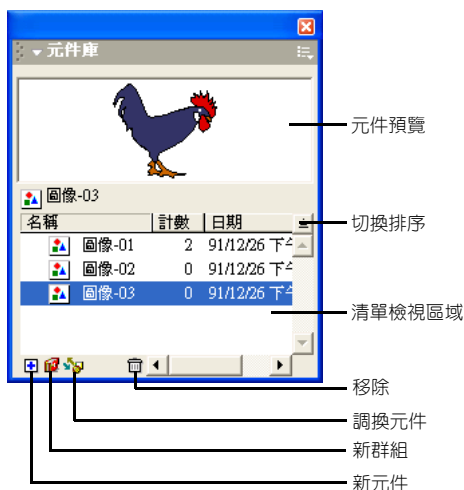 元件庫
元件預覽
圖像-03
名稱 計數 日期
切換排序
圖像-01 2 91/12/26 下午
圖像-02 0 91/12/26 下午
圖像-03 0 91/12/26 下午
清單檢視區域
移除
調換元件
新群組
新元件